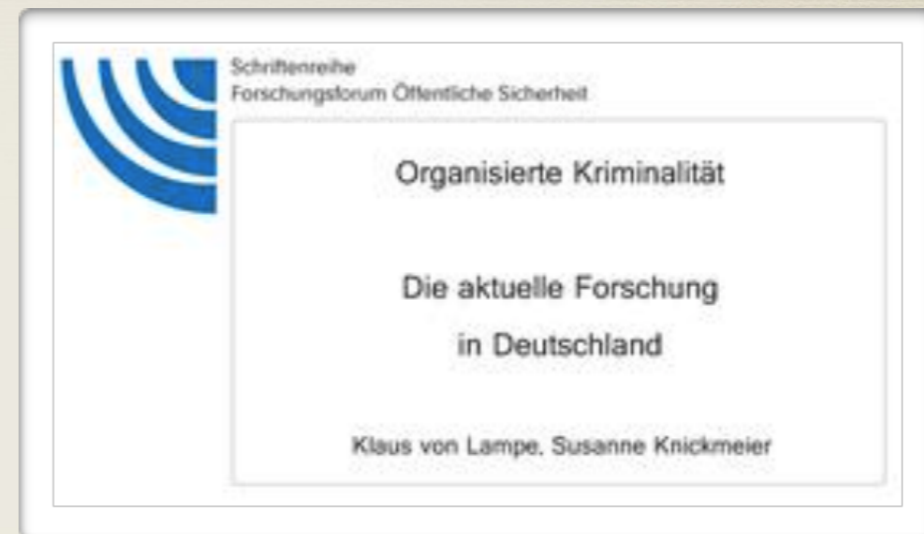 Schriftenreihe
Forschungsforum Öffentliche Sicherheit
Organisierte Kriminalität
Die aktuelle Forschung
in Deutschland
Klaus von Lampe, Susanne Knickmeier